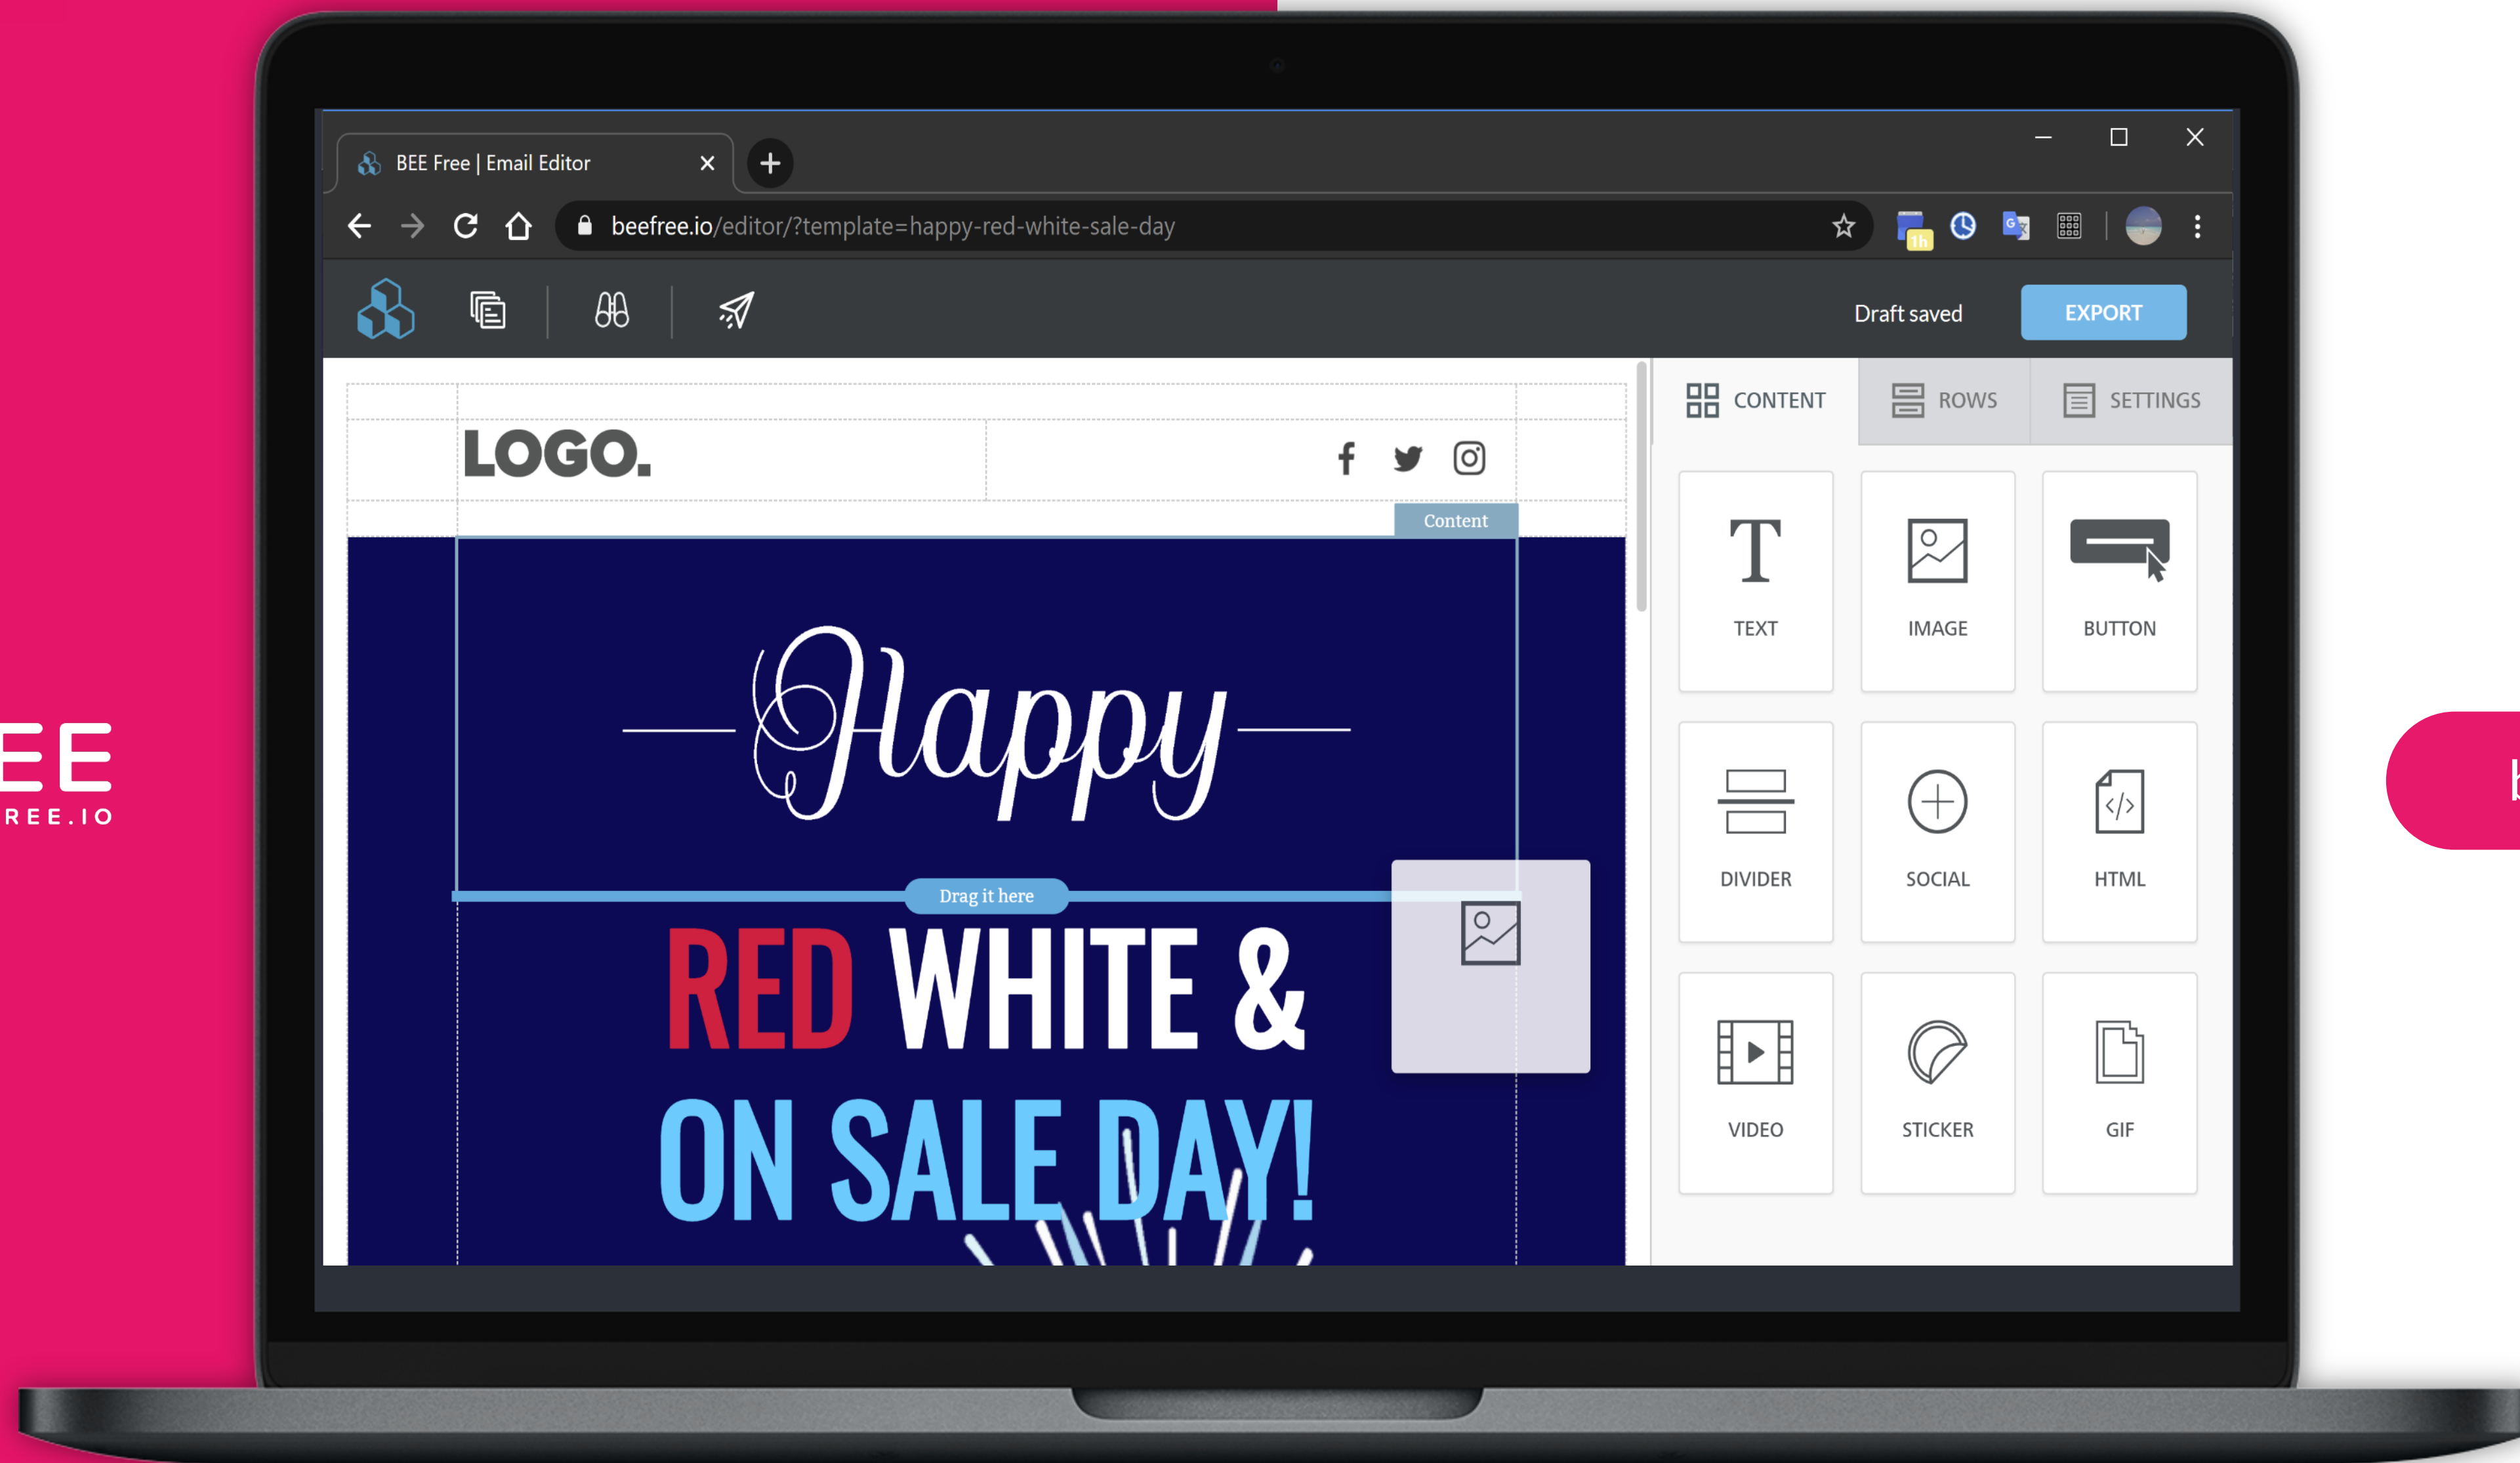 BEE Free | Email Editor
beefree.io/editor/?template=happy-red-white-sale-day
1h
Draft saved
EXPORT
LOGO.
Content
Happy
Drag it here
RED WHITE &
ON SALE DAY!
CONTENT
ROWS
SETTINGS
TEXT
IMAGE
BUTTON
DIVIDER
SOCIAL
HTML
VIDEO
STICKER
GIF
EE
REE.IO